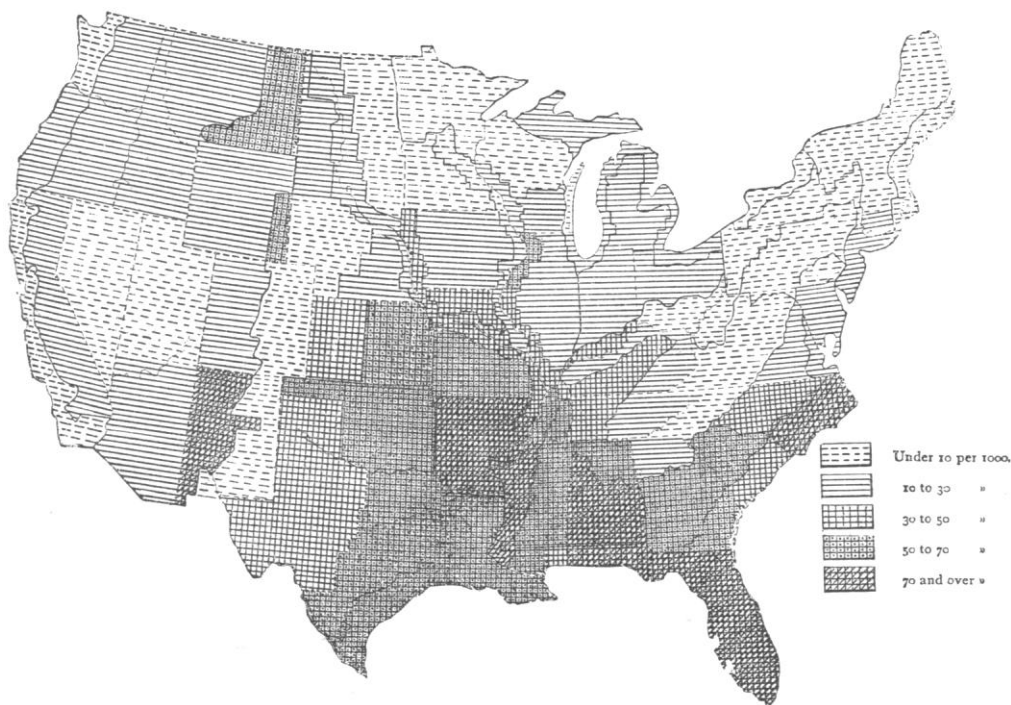 Under 10 per 1000.
10 to 30 »
30 to 50 »
50 to 70 »
70 and over »